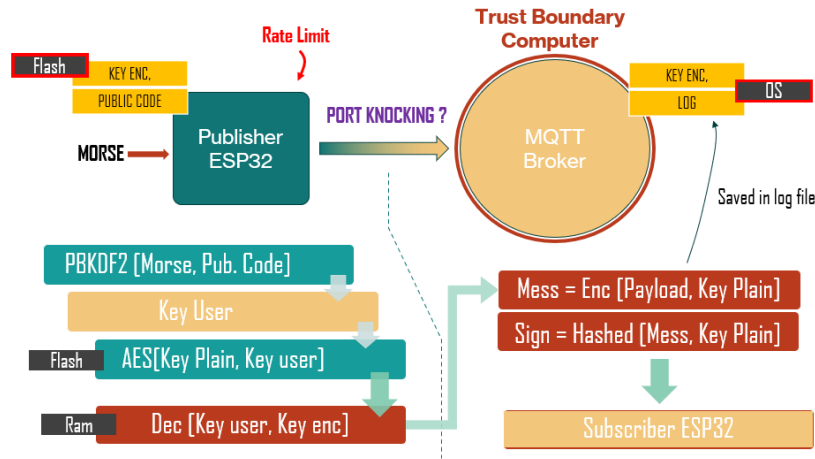 Trust Boundary
Computer
Rate Limit
Flash
KEY ENC,
PUBLIC CODE
MORSE
Publisher
ESP32
PORT KNOCKING ?
MQTT
Broker
KEY ENC,
LOG
OS
Saved in log file
PBKDF2 [Morse, Pub. Code]
Key User
Flash
AES[Key Plain, Key user]
Ram
Dec [Key user, Key enc]
Mess = Enc [Payload, Key Plain]
Sign = Hashed [Mess, Key Plain]
Subscriber ESP32